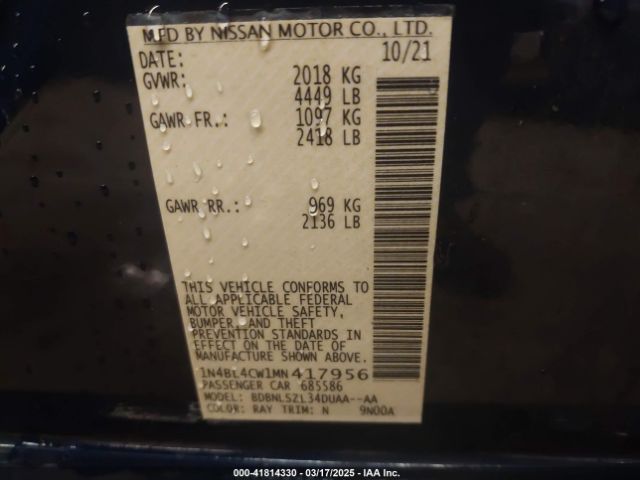 MFD BY NISSAN MOTOR CO., LTD.
DATE: 10/21
GVWR: 2018 KG
4449 LB
GAWR FR.: 1097 KG
2418 LB
GAWR RR.: 969 KG
2136 LB
THIS VEHICLE CONFORMS TO
ALL APPLICABLE FEDERAL
MOTOR VEHICLE SAFETY,
BUMPER, AND THEFT
PREVENTION STANDARDS IN
EFFECT ON THE DATE OF
MANUFACTURE SHOWN ABOVE.
1N4BL4CW1MN417956
PASSENGER CAR 685586
MODEL: BDBNLSZL34DUAA--AA
COLOR: RAY TRIM: N 9N00A
000-41814330 - 03/17/2025 - IAA Inc.